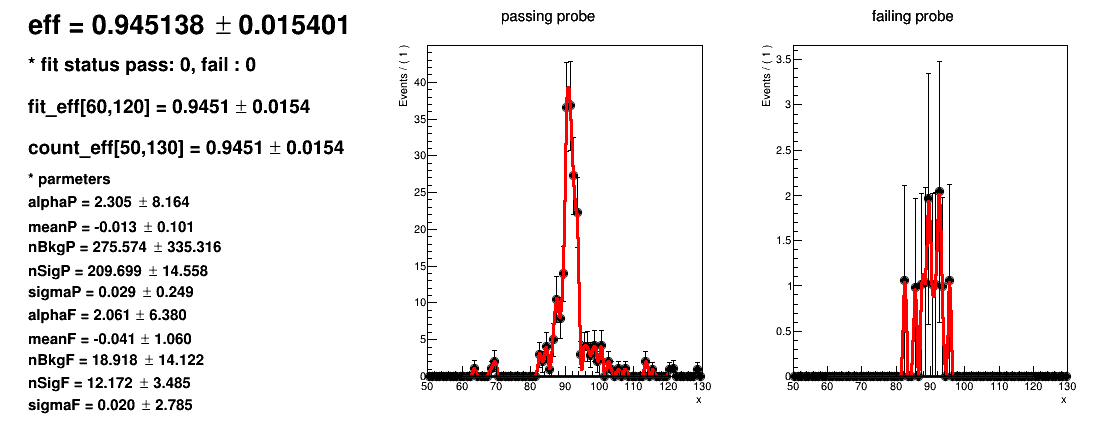 eff = 0.945138 ± 0.015401
* fit status pass: 0, fail : 0
fit_eff[60,120] = 0.9451 ± 0.0154
count_eff[50,130] = 0.9451 ± 0.0154
* parmeters
alphaP = 2.305 ± 8.164
meanP = -0.013 ± 0.101
nBkgP = 275.574 ± 335.316
nSigP = 209.699 ± 14.558
sigmaP = 0.029 ± 0.249
alphaF = 2.061 ± 6.380
meanF = -0.041 ± 1.060
nBkgF = 18.918 ± 14.122
nSigF = 12.172 ± 3.485
sigmaF = 0.020 ± 2.785
passing probe
Events / ( 1 )
40
35
30
25
20
15
10
5
0
50 60 70 80 90 100 110 120 130
x
failing probe
Events / ( 1 )
3.5
3
2.5
2
1.5
1
0.5
0
50 60 70 80 90 100 110 120 130
x